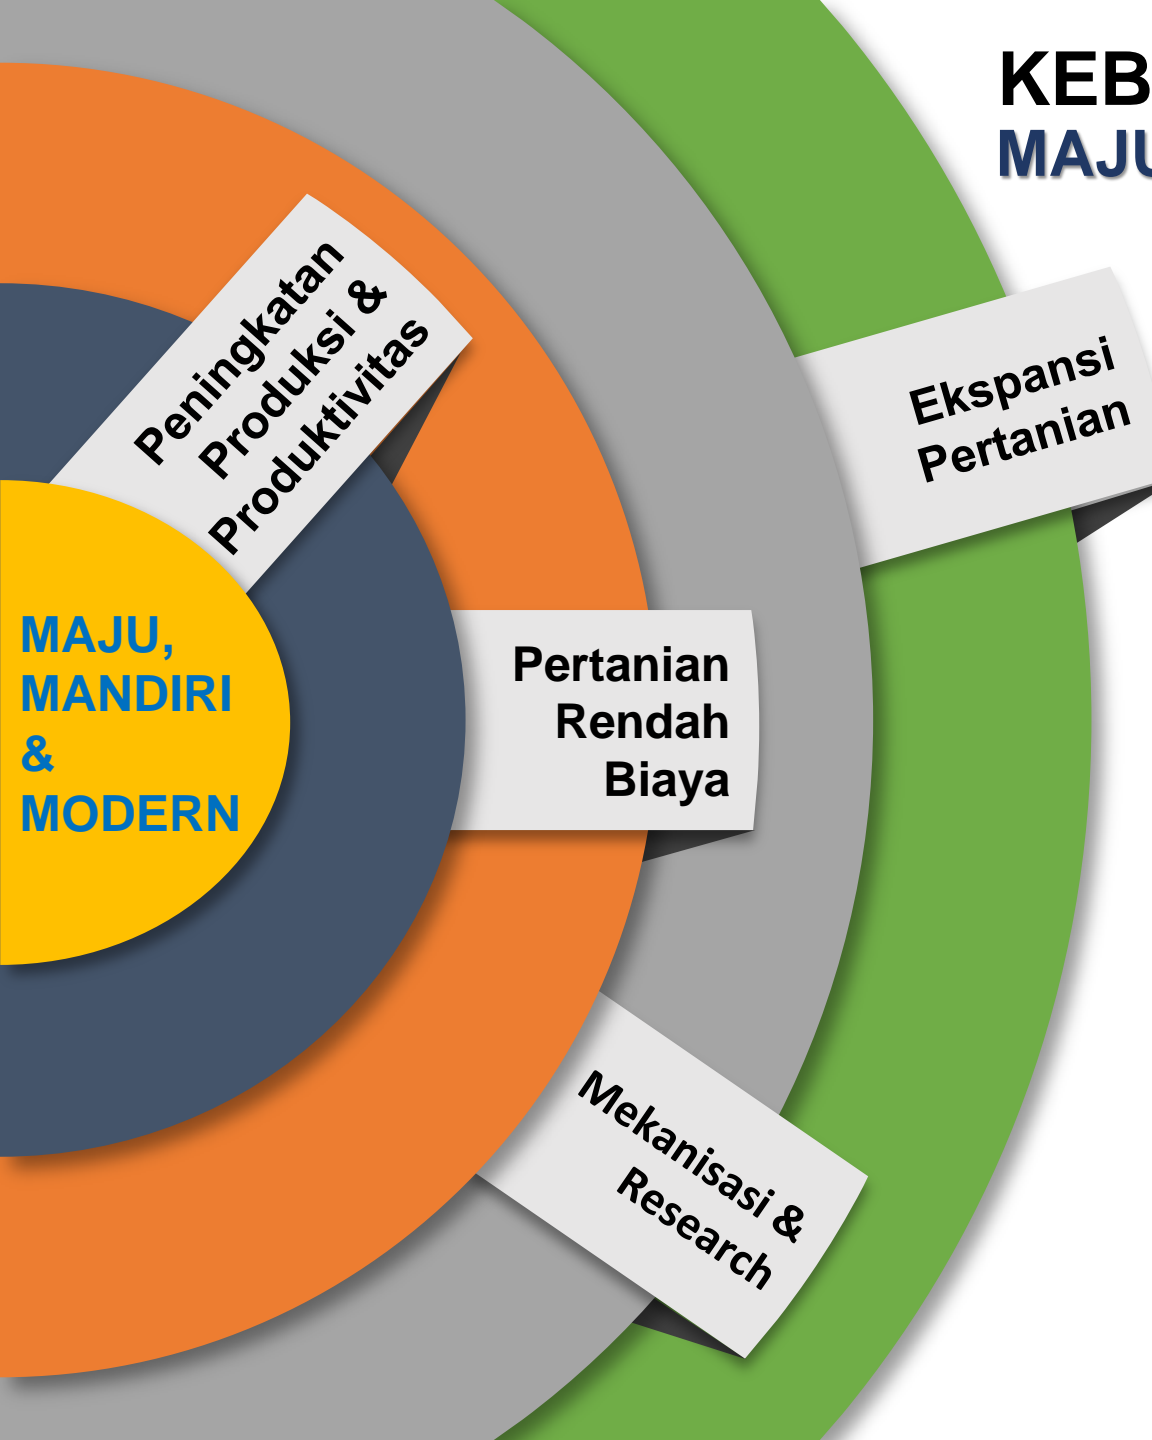 KEB
MAJU
Peningkatan
Produksi &
Produktivitas
Ekspansi
Pertanian
MAJU,
MANDIRI
&
MODERN
Pertanian
Rendah
Biaya
Mekanisasi &
Research